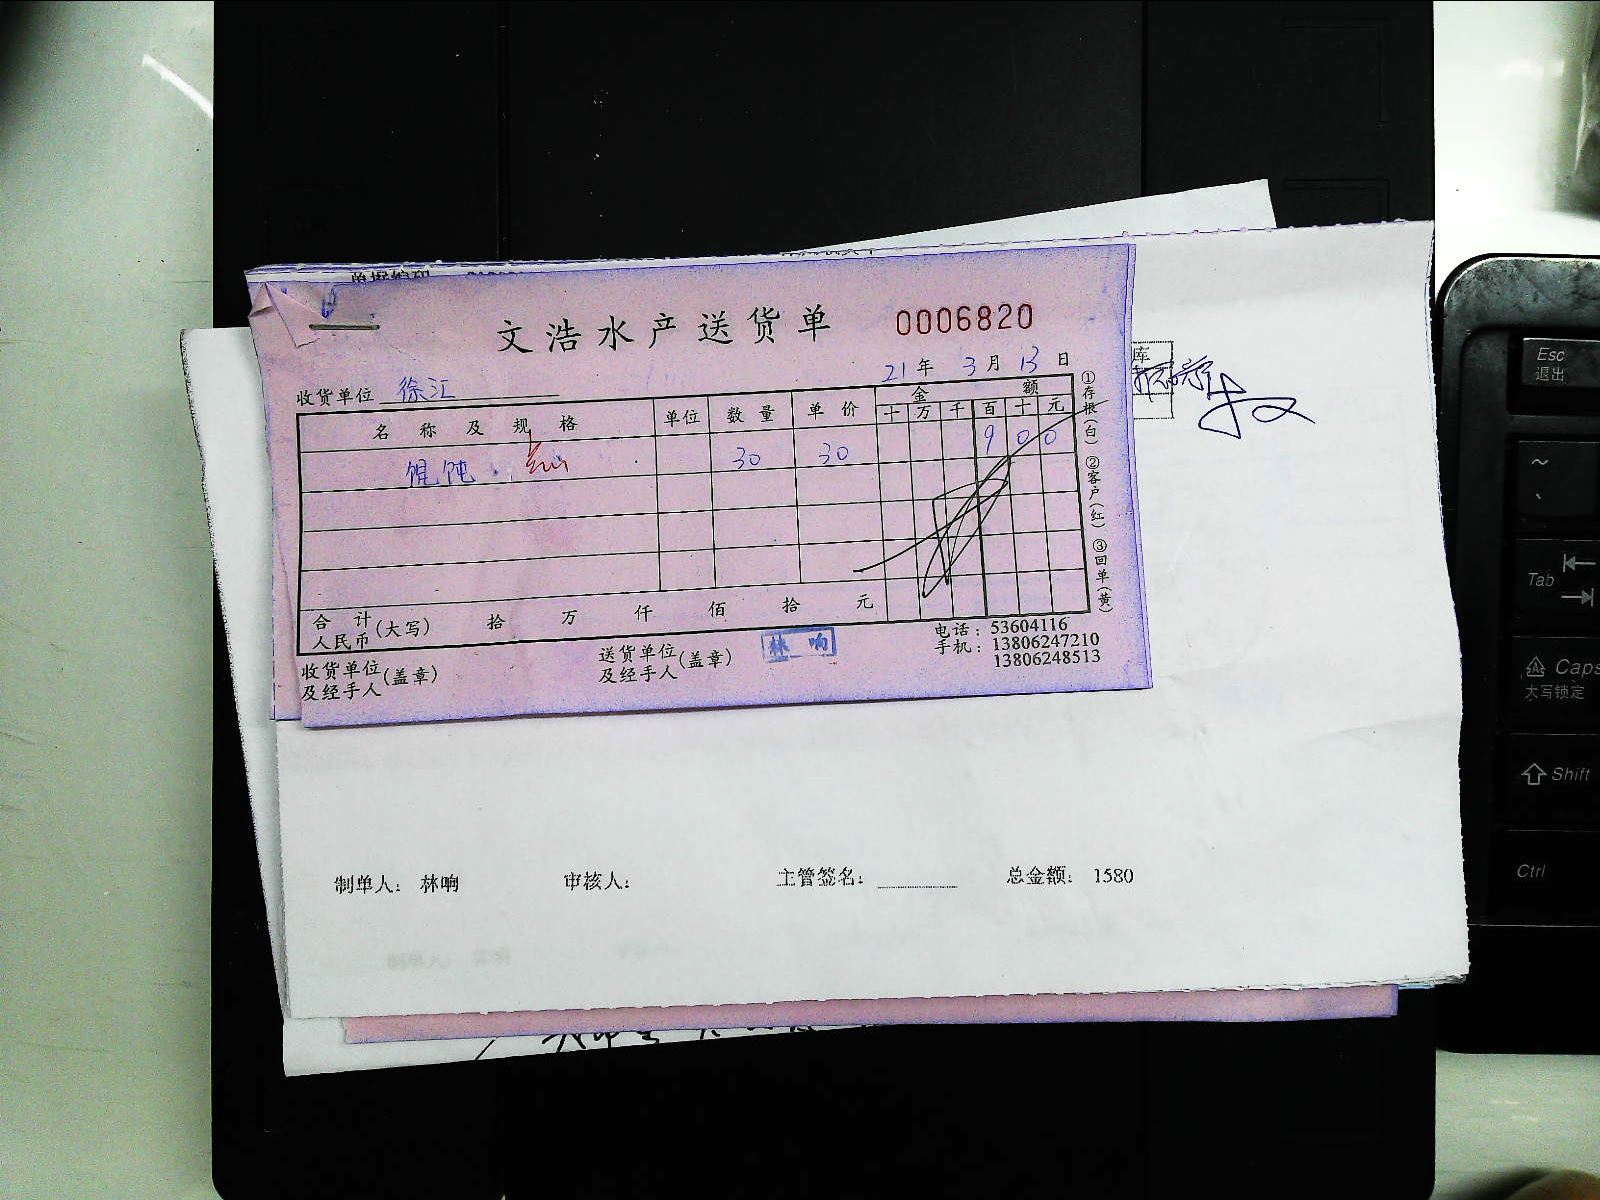 文浩水产送货单 0006820
21年 3月 13日
收货单位 徐汇
名称及规格 单位 数量 单价 金额
十 万 千 百 十 元
馄饨 30 30 9 0 0
合计人民币(大写) 拾 万 仟 佰 拾 元
①存根(白) ②客户(红) ③回单(黄)
收货单位及经手人(盖章)
送货单位及经手人(盖章) 林响
电话：53604116
手机：13806247210
13806248513
库
制单人：林响 审核人： 主管签名： 总金额：1580
Esc
退出
~
Tab
Caps
大写锁定
Shift
Ctrl